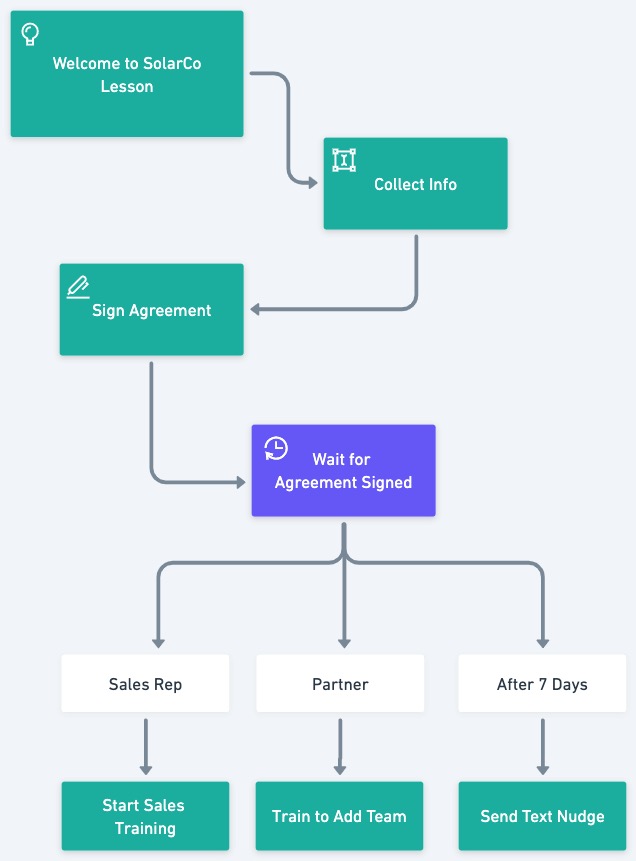 Welcome to SolarCo
Lesson
Collect Info
Sign Agreement
Wait for
Agreement Signed
Sales Rep
Partner
After 7 Days
Start Sales
Training
Train to Add Team
Send Text Nudge